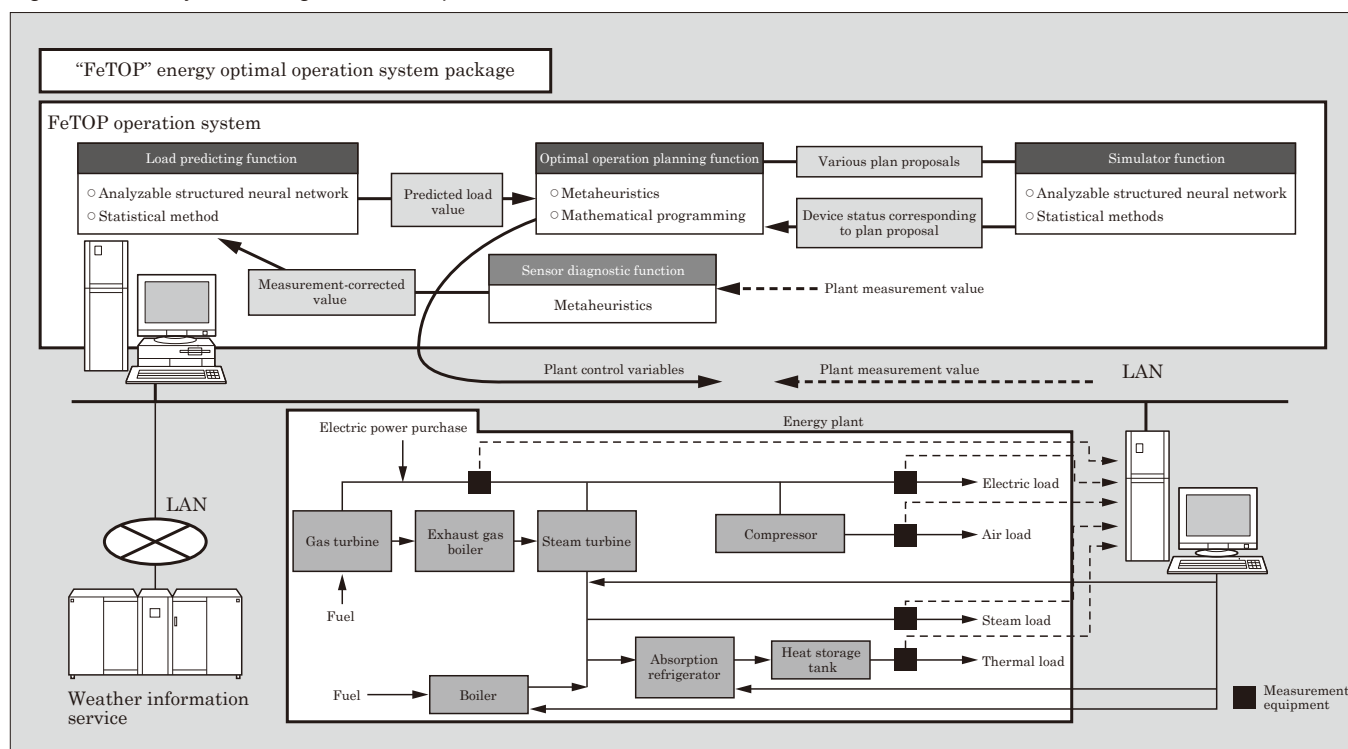 “FeTOP” energy optimal operation system package
FeTOP operation system
Load predicting function
○ Analyzable structured neural network
○ Statistical method
Predicted load
value
Optimal operation planning function
○ Metaheuristics
○ Mathematical programming
Various plan proposals
Device status corresponding
to plan proposal
Simulator function
○ Analyzable structured neural network
○ Statistical methods
Measurement-corrected
value
Sensor diagnostic function
Metaheuristics
Plant measurement value
Plant control variables
Plant measurement value
LAN
Electric power purchase
Energy plant
LAN
Gas turbine
Exhaust gas
boiler
Steam turbine
Compressor
Electric load
Air load
Fuel
Steam load
Absorption
refrigerator
Heat storage
tank
Thermal load
Fuel
Boiler
Weather information
service
Measurement
equipment